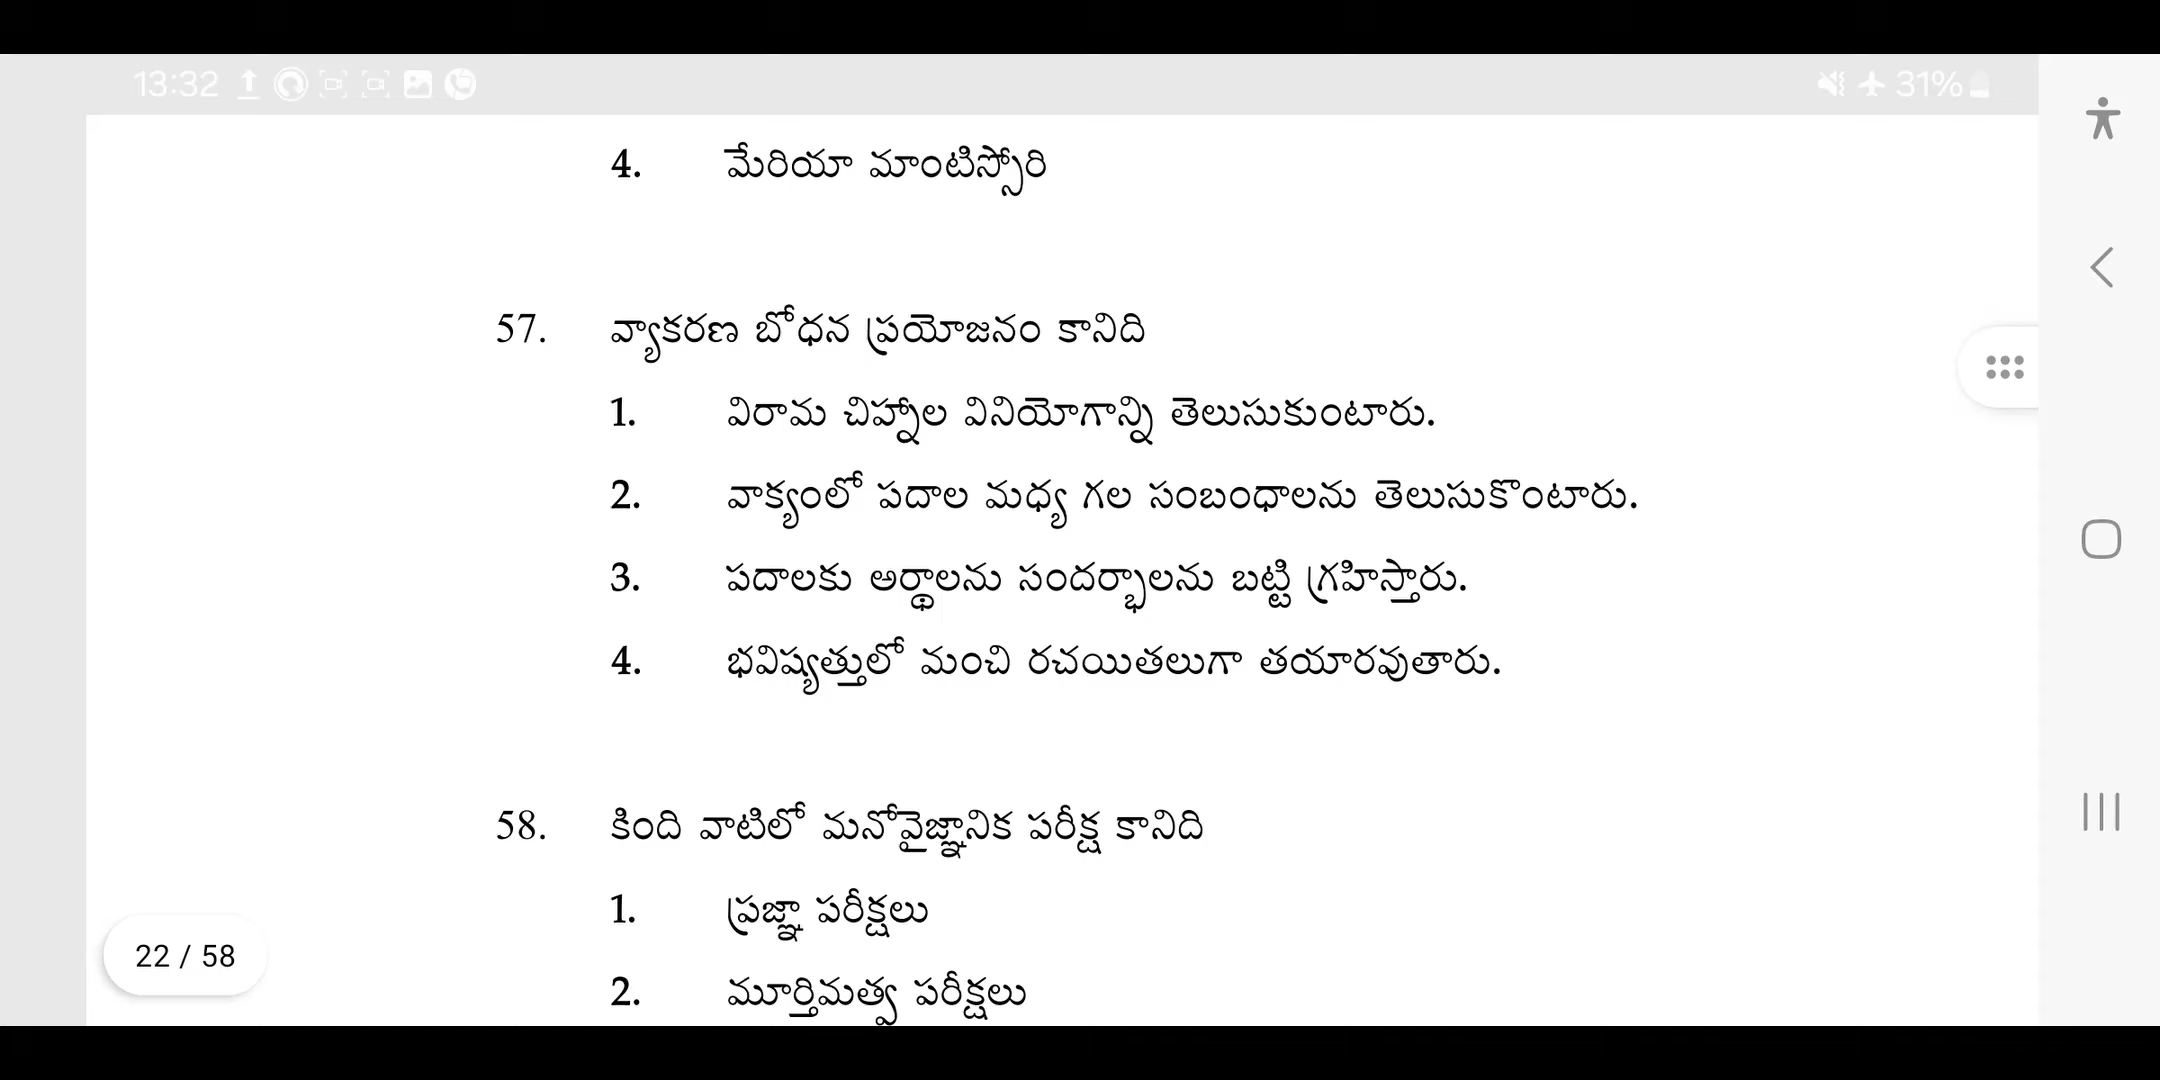 13:32 31%
4. మేరియా మాంటిస్సోరి
57. వ్యాకరణ బోధన ప్రయోజనం కానిది
1. విరామ చిహ్నాల వినియోగాన్ని తెలుసుకుంటారు.
2. వాక్యంలో పదాల మధ్య గల సంబంధాలను తెలుసుకొంటారు.
3. పదాలకు అర్థాలను సందర్భాలను బట్టి గ్రహిస్తారు.
4. భవిష్యత్తులో మంచి రచయితలుగా తయారవుతారు.
58. కింది వాటిలో మనోవైజ్ఞానిక పరీక్ష కానిది
1. ప్రజ్ఞా పరీక్షలు
22 / 58
2. మూర్తిమత్వ పరీక్షలు